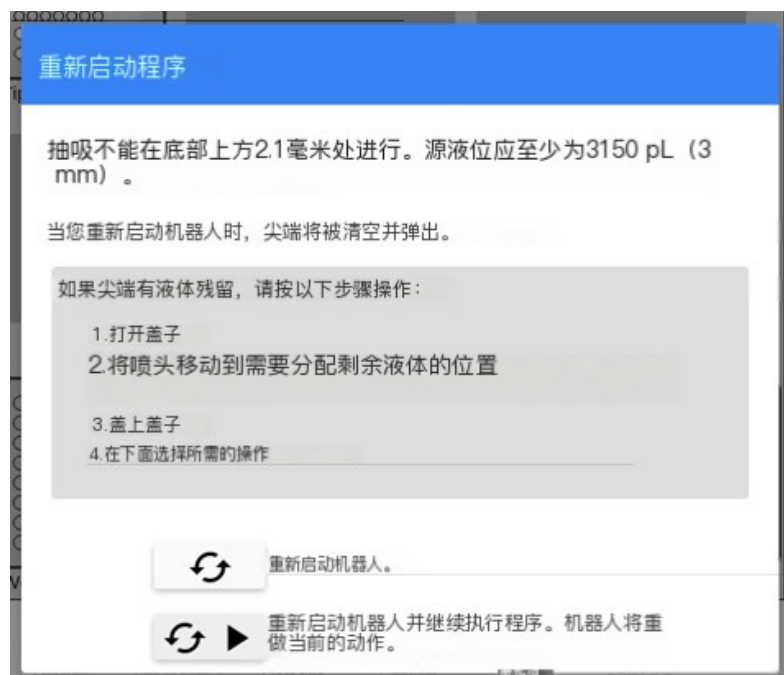 重新启动程序
抽吸不能在底部上方2.1毫米处进行。源液位应至少为3150 pL（3
mm）。
当您重新启动机器人时，尖端将被清空并弹出。
如果尖端有液体残留，请按以下步骤操作：
1.打开盖子
2.将喷头移动到需要分配剩余液体的位置
3.盖上盖子
4.在下面选择所需的操作
重新启动机器人。
重新启动机器人并继续执行程序。机器人将重
做当前的动作。